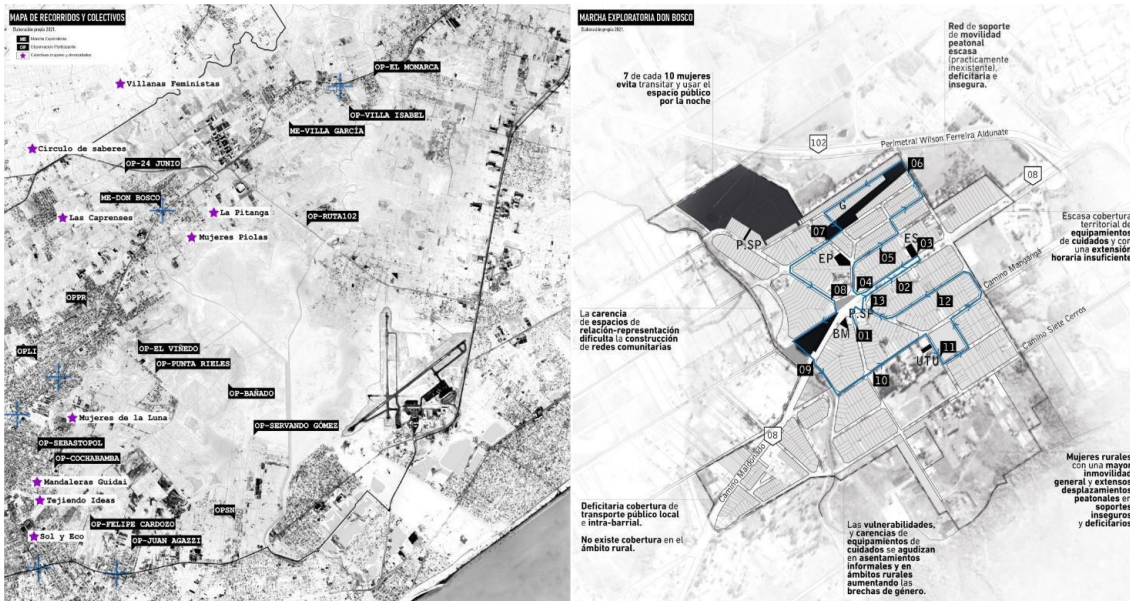 MAPA DE RECORRIDOS Y COLECTIVOS
Elaboración propia 2021.
ME Marcha Exploratoria
OP Observación Participante
Colectivos mujeres y diversidades
OP-EL MONARCA
Villanas Feministas
OP-VILLA ISABEL
ME-VILLA GARCÍA
Circulo de saberes
OP-24 JUNIO
ME-DON BOSCO
Las Caprenses
La Pitanga
OP-RUTA102
Mujeres Piolas
OPPR
OPLI
OP-EL VIÑEDO
OP-PUNTA RIELES
OP-BAÑADO
Mujeres de la Luna
OP-SERVANDO GÓMEZ
OP-SEBASTOPOL
OP-COCHABAMBA
Mandaleras Guidai
Tejiendo Ideas
OPSN
OP-FELIPE CARDOZO
Sol y Eco
OP-JUAN AGAZZI
MARCHA EXPLORATORIA DON BOSCO
Elaboración propia 2021.
Red de soporte
de movilidad
peatonal
escasa
(practicamente
inexistente),
deficitaria e
insegura.
7 de cada 10 mujeres
evita transitar y usar el
espacio público
por la noche
102
Perimetral Wilson Ferreira Aldunate
08
06
G
07
P.SP
EP
ES
03
05
08
04
02
13
12
P.SP
BM
01
11
UTU
09
10
08
Camino Maldonado
Camino Mangangá
Camino Siete Cerros
Escasa cobertura
territorial de
equipamientos
de cuidados y con
una extensión
horaria insuficiente
La carencia
de espacios de
relación-representación
dificulta la construcción
de redes comunitarias
Mujeres rurales
con una mayor
inmovilidad
general y extensos
desplazamientos
peatonales en
soportes
inseguros
y deficitarios
Deficitaria cobertura de
transporte público local
e intra-barrial.
No existe cobertura en el
ámbito rural.
Las vulnerabilidades,
y carencias de
equipamientos de
cuidados se agudizan
en asentamientos
informales y en
ámbitos rurales
aumentando las
brechas de género.